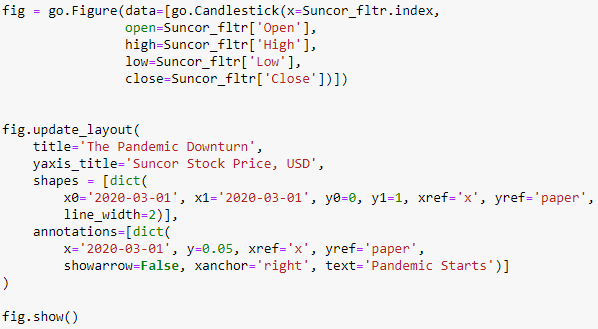 fig = go.Figure(data=[go.Candlestick(x=Suncor_fltr.index,
                open=Suncor_fltr['Open'],
                high=Suncor_fltr['High'],
                low=Suncor_fltr['Low'],
                close=Suncor_fltr['Close'])])

fig.update_layout(
    title='The Pandemic Downturn',
    yaxis_title='Suncor Stock Price, USD',
    shapes = [dict(
        x0='2020-03-01', x1='2020-03-01', y0=0, y1=1, xref='x', yref='paper',
        line_width=2)],
    annotations=[dict(
        x='2020-03-01', y=0.05, xref='x', yref='paper',
        showarrow=False, xanchor='right', text='Pandemic Starts')]
)

fig.show()